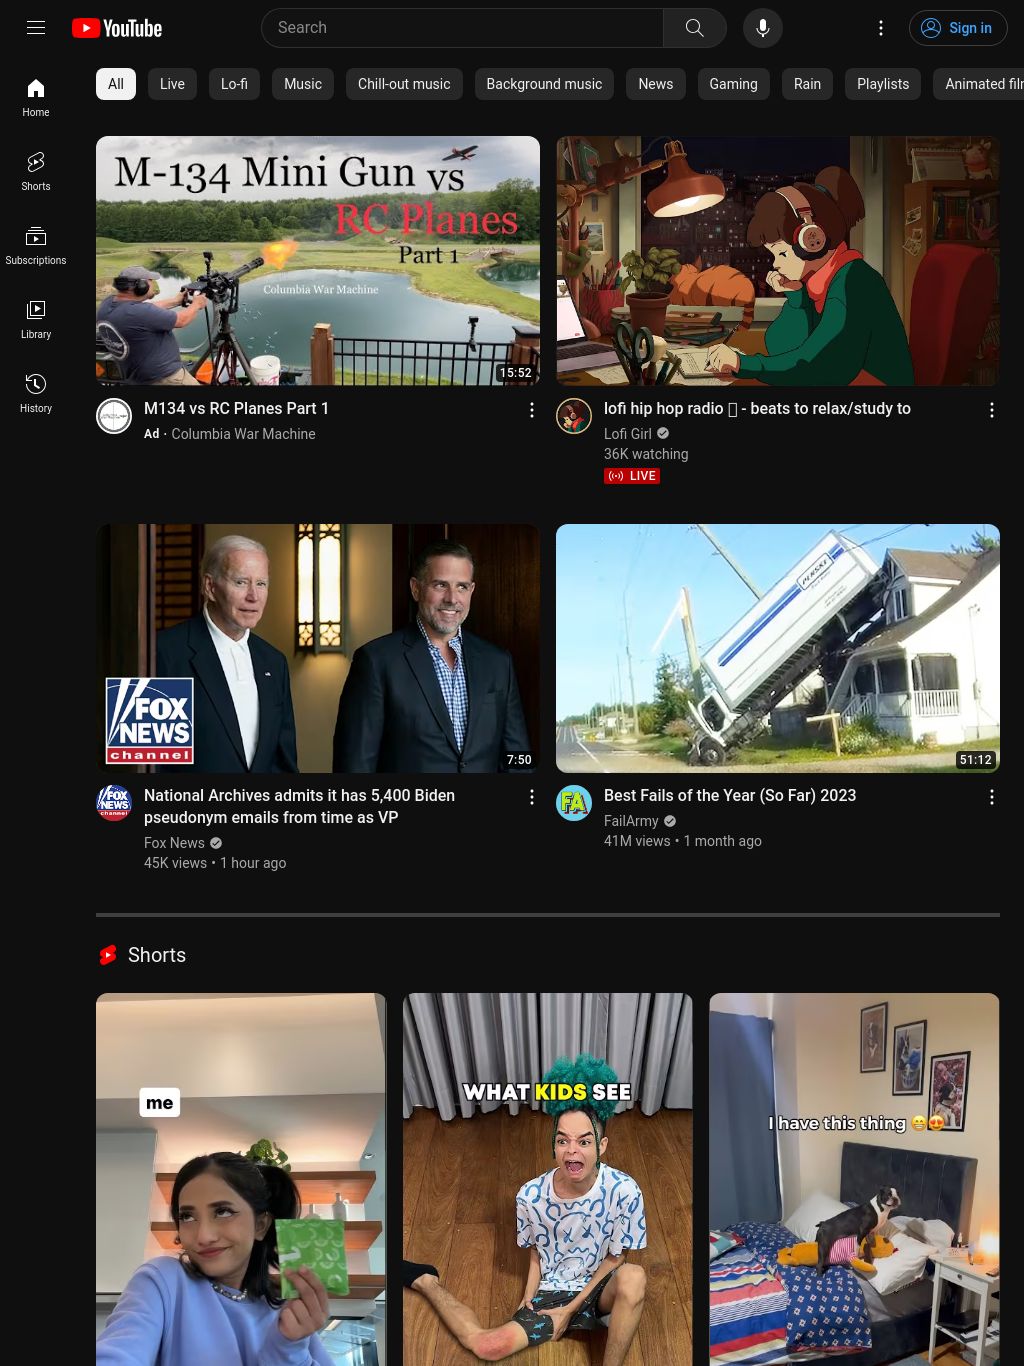 YouTube
Search
Sign in
Home
Shorts
Subscriptions
Library
History
All
Live
Lo-fi
Music
Chill-out music
Background music
News
Gaming
Rain
Playlists
Animated fil
M-134 Mini Gun vs
RC Planes
Part 1
Columbia War Machine
15:52
M134 vs RC Planes Part 1
Ad · Columbia War Machine
lofi hip hop radio - beats to relax/study to
Lofi Girl
36K watching
LIVE
FOX
NEWS
channel
7:50
FOX
NEWS
National Archives admits it has 5,400 Biden
pseudonym emails from time as VP
Fox News
45K views • 1 hour ago
PENSKE
51:12
FA
Best Fails of the Year (So Far) 2023
FailArmy
41M views • 1 month ago
Shorts
me
WHAT KIDS SEE
I have this thing 😁😍